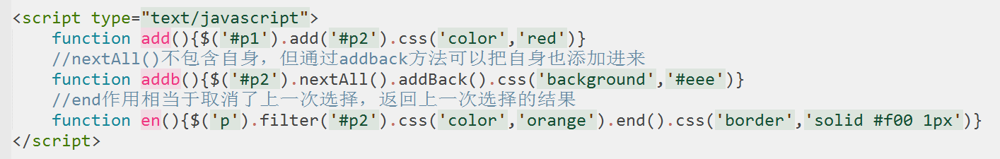 <script type="text/javascript">
    function add(){$('#p1').add('#p2').css('color','red')}
    //nextAll()不包含自身，但通过addback方法可以把自身也添加进来
    function addb(){$('#p2').nextAll().addBack().css('background','#eee')}
    //end作用相当于取消了上一次选择，返回上一次选择的结果
    function en(){$('p').filter('#p2').css('color','orange').end().css('border','solid #f00 1px')}
</script>